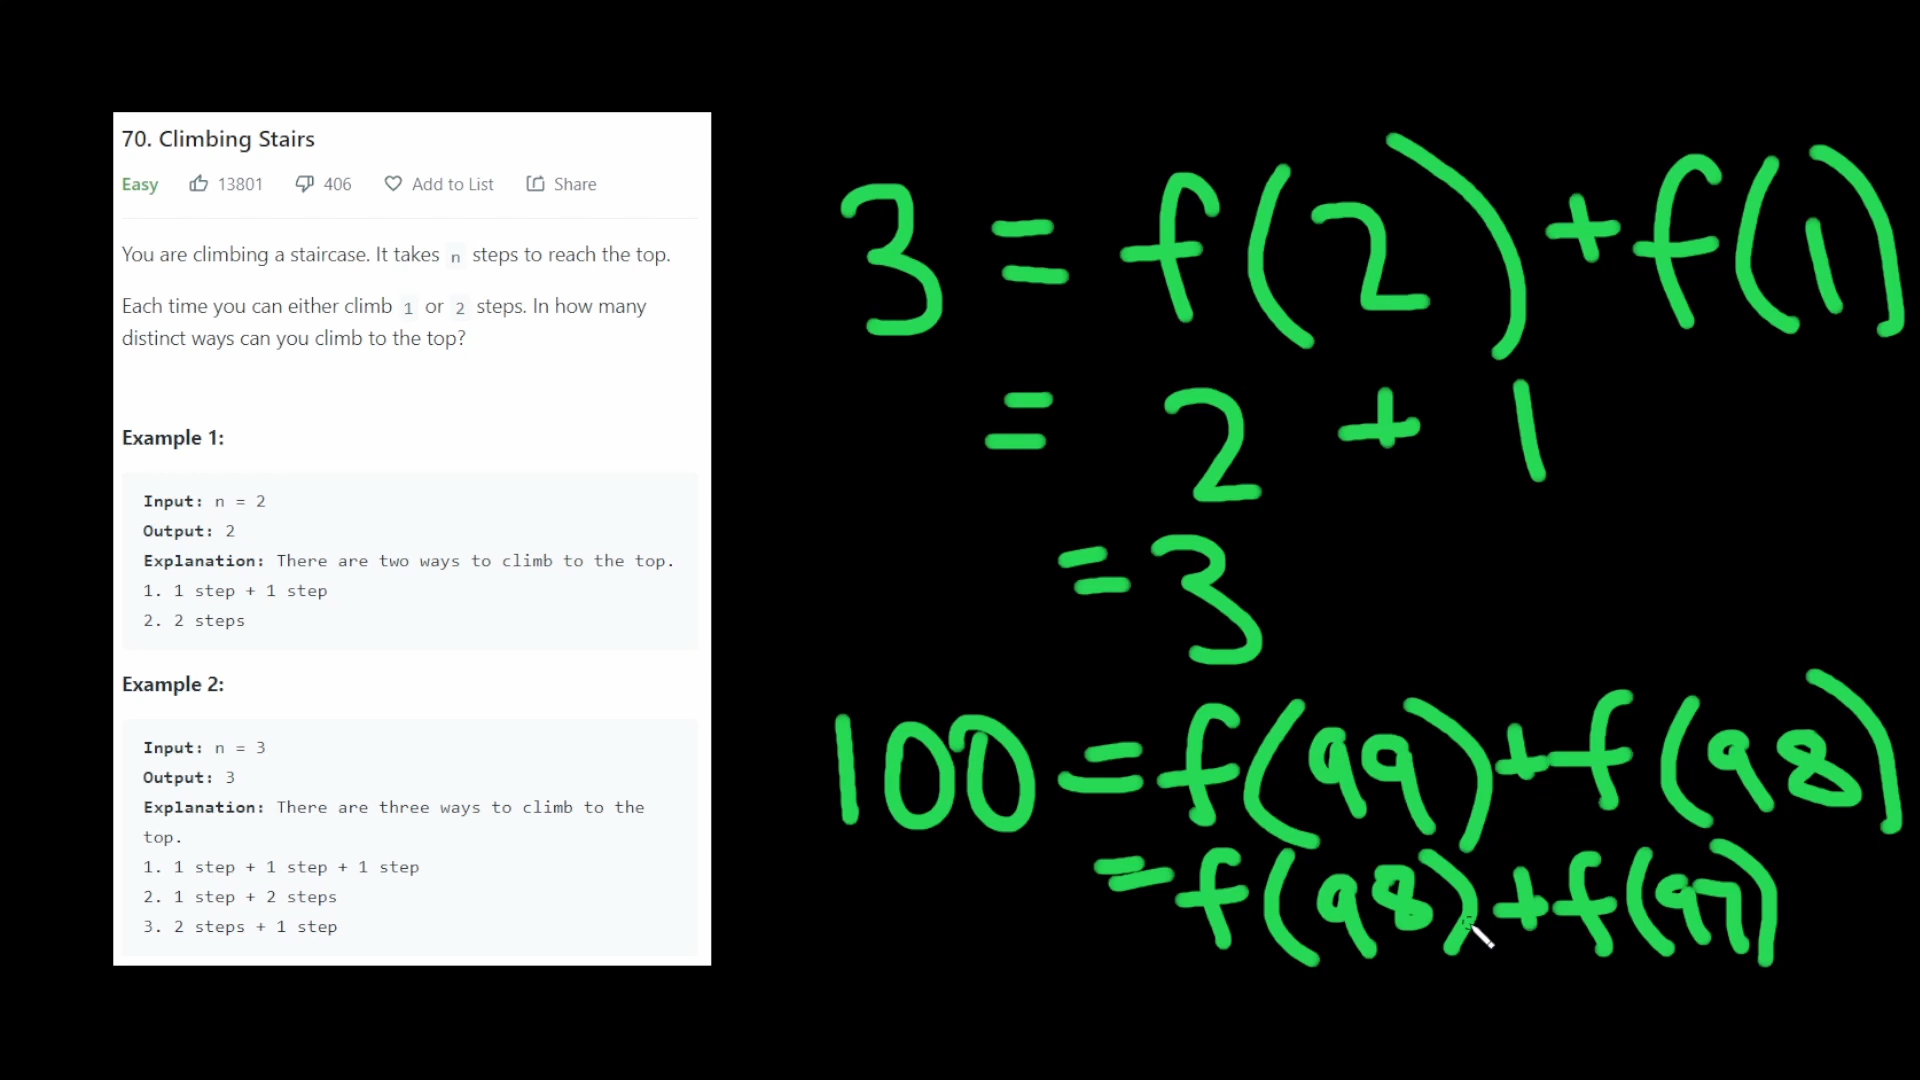 70. Climbing Stairs
Easy 13801 406 Add to List Share
You are climbing a staircase. It takes n steps to reach the top.
Each time you can either climb 1 or 2 steps. In how many
distinct ways can you climb to the top?
Example 1:
Input: n = 2
Output: 2
Explanation: There are two ways to climb to the top.
1. 1 step + 1 step
2. 2 steps
Example 2:
Input: n = 3
Output: 3
Explanation: There are three ways to climb to the
top.
1. 1 step + 1 step + 1 step
2. 1 step + 2 steps
3. 2 steps + 1 step
3 = f(2) + f(1)
= 2 + 1
= 3
100 = f(99) + f(98)
= f(98) + f(97)